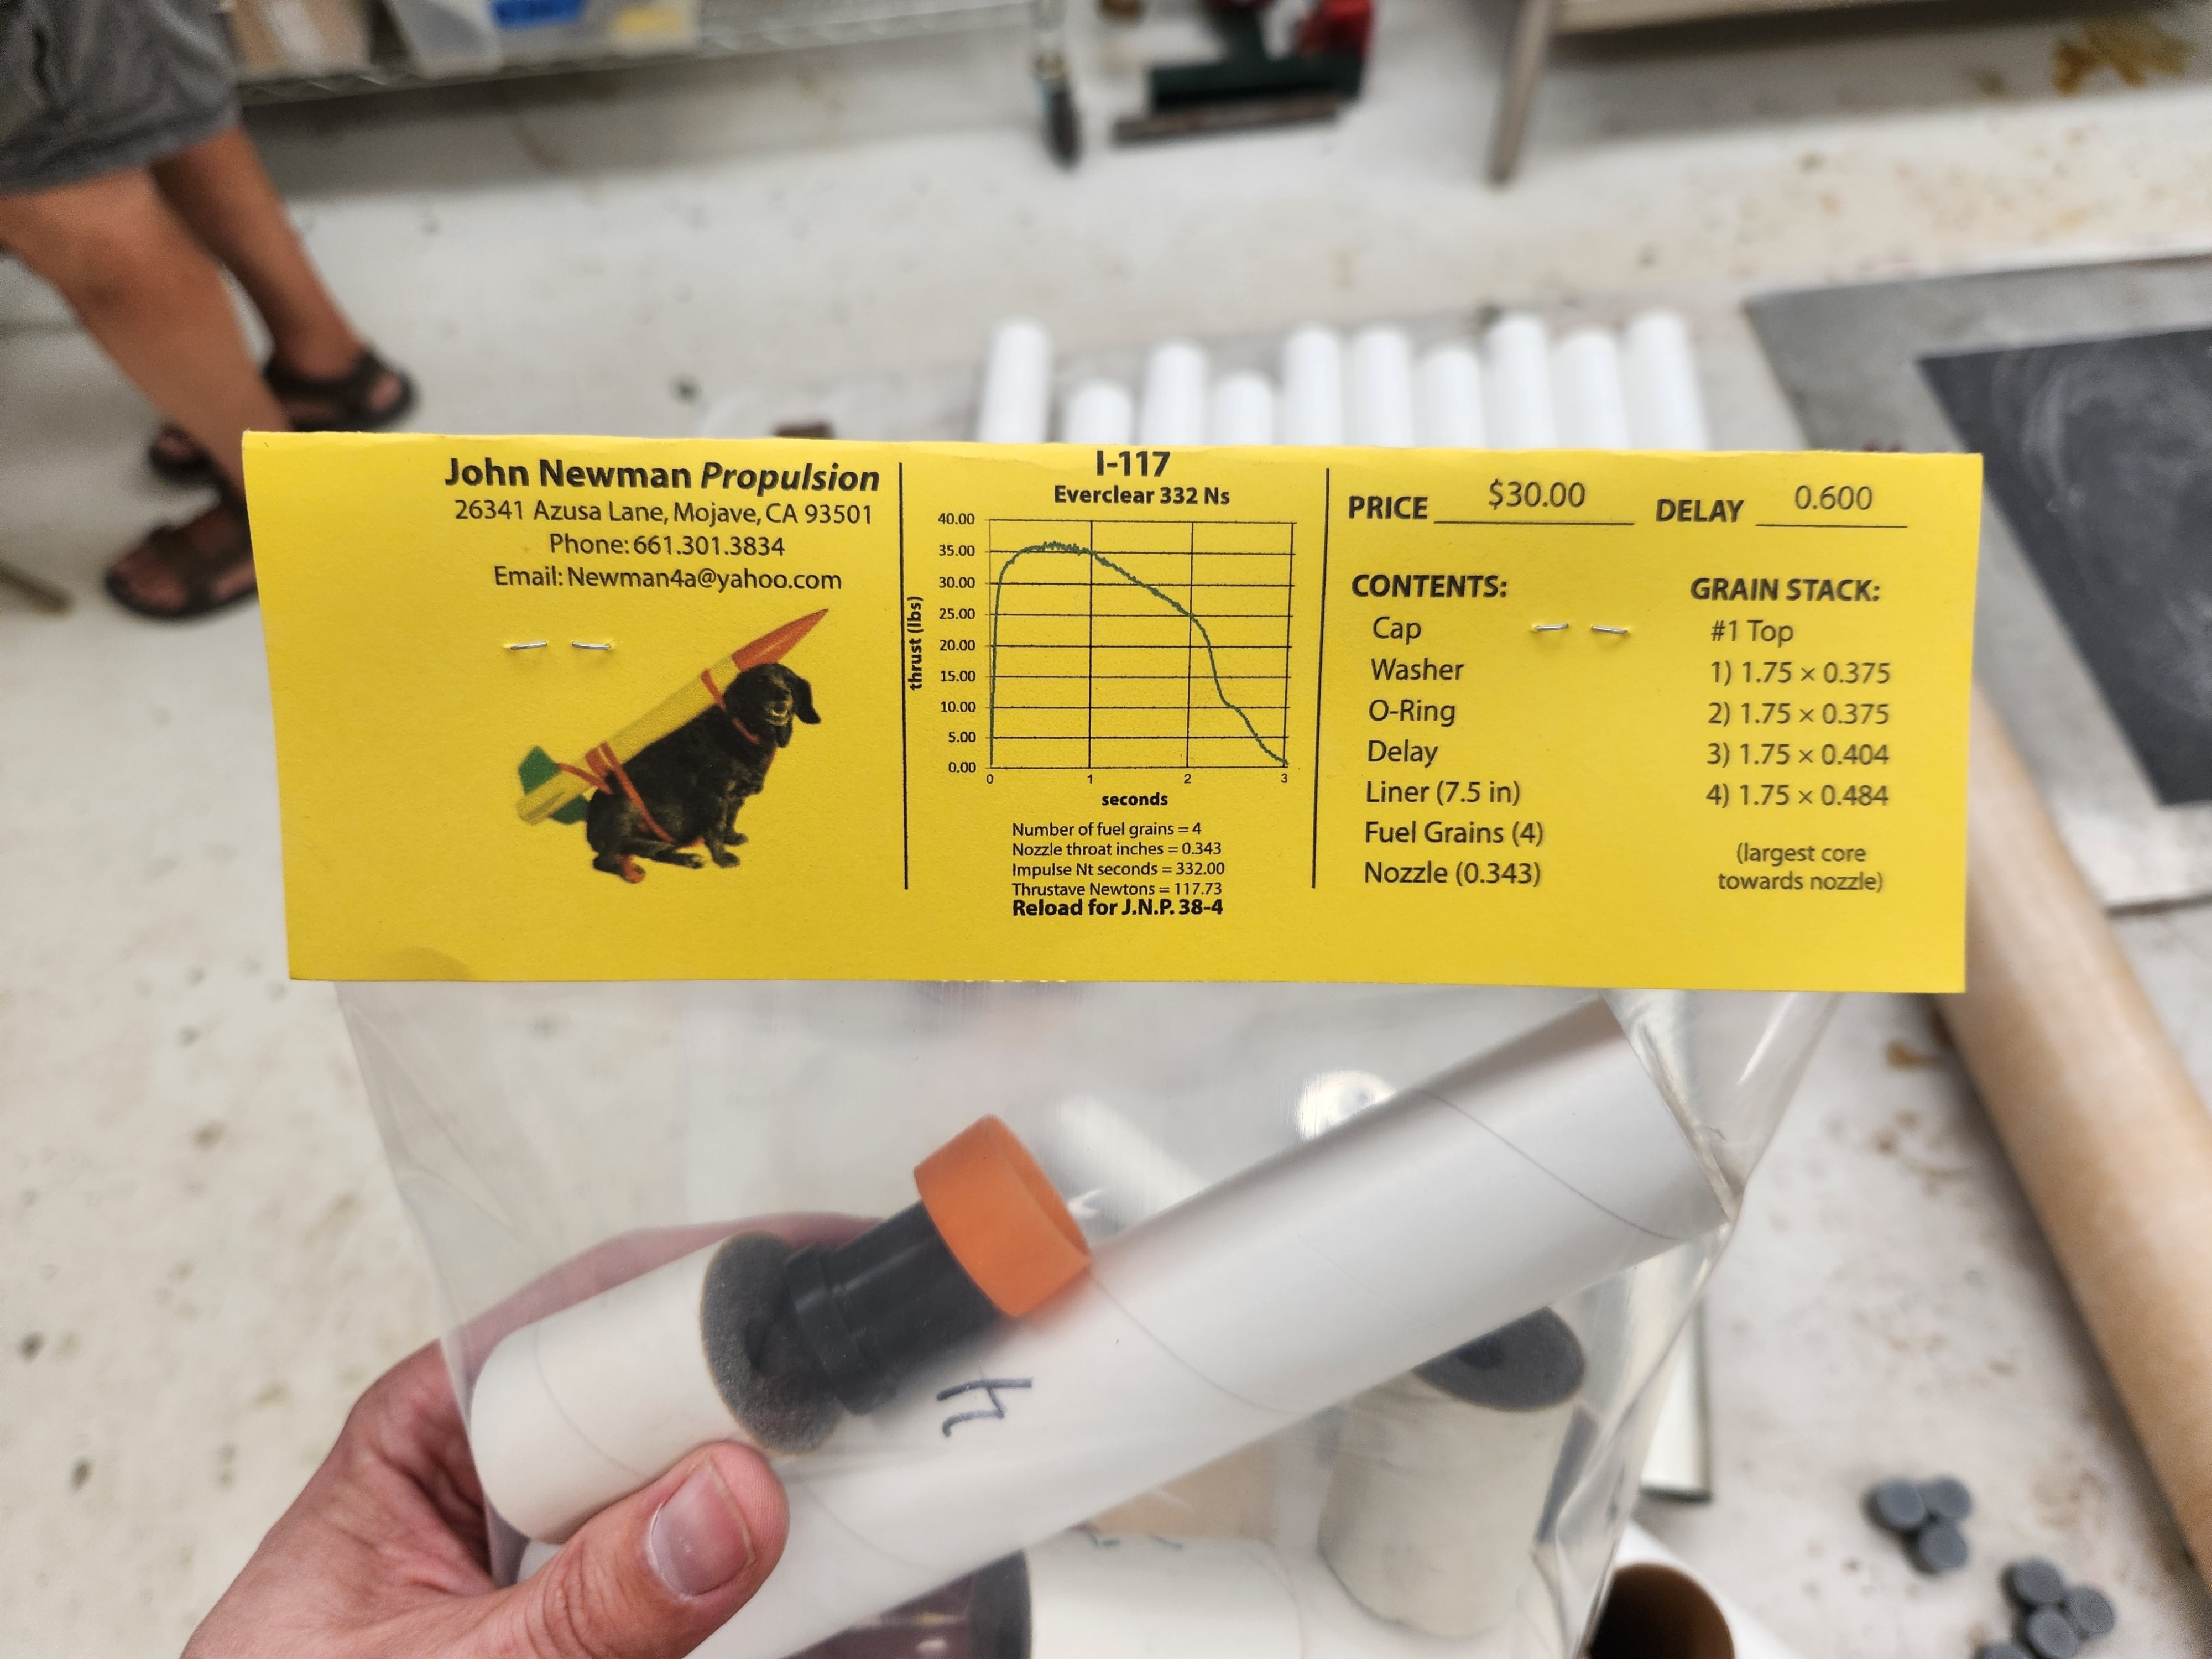 John Newman Propulsion
26341 Azusa Lane, Mojave, CA 93501
Phone: 661.301.3834
Email: Newman4a@yahoo.com
I-117
Everclear 332 Ns
40.00
35.00
30.00
25.00
20.00
15.00
10.00
5.00
0.00
thrust (lbs)
0 1 2 3
seconds
Number of fuel grains = 4
Nozzle throat inches = 0.343
Impulse Nt seconds = 332.00
Thrustave Newtons = 117.73
Reload for J.N.P. 38-4
PRICE $30.00 DELAY 0.600
CONTENTS:
Cap
Washer
O-Ring
Delay
Liner (7.5 in)
Fuel Grains (4)
Nozzle (0.343)
GRAIN STACK:
#1 Top
1) 1.75 × 0.375
2) 1.75 × 0.375
3) 1.75 × 0.404
4) 1.75 × 0.484
(largest core
towards nozzle)
4